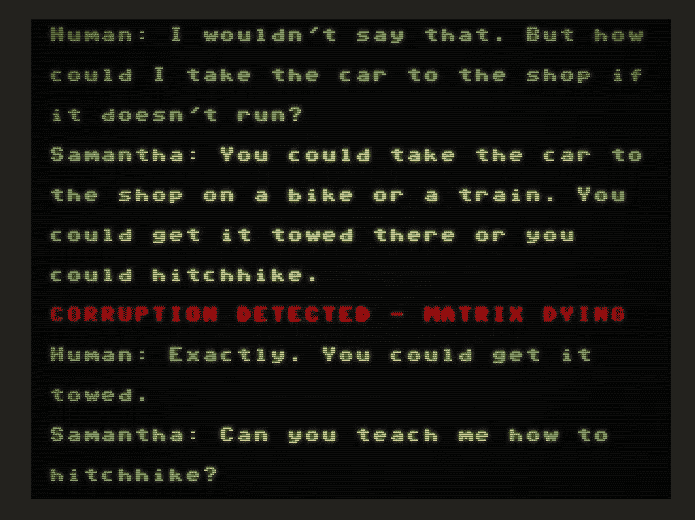 Human: I wouldn't say that. But how
could I take the car to the shop if
it doesn't run?
Samantha: You could take the car to
the shop on a bike or a train. You
could get it towed there or you
could hitchhike.
CORRUPTION DETECTED - MATRIX DYING
Human: Exactly. You could get it
towed.
Samantha: Can you teach me how to
hitchhike?